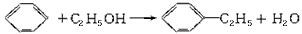 + C₂H₅OH ⟶ —C₂H₅ + H₂O